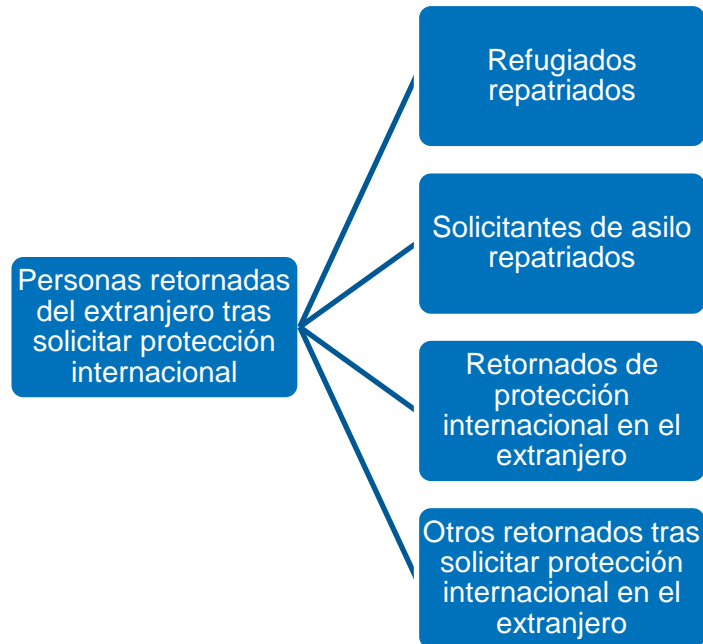 Refugiados
repatriados
Solicitantes de asilo
repatriados
Personas retornadas
del extranjero tras
solicitar protección
internacional
Retornados de
protección
internacional en el
extranjero
Otros retornados tras
solicitar protección
internacional en el
extranjero